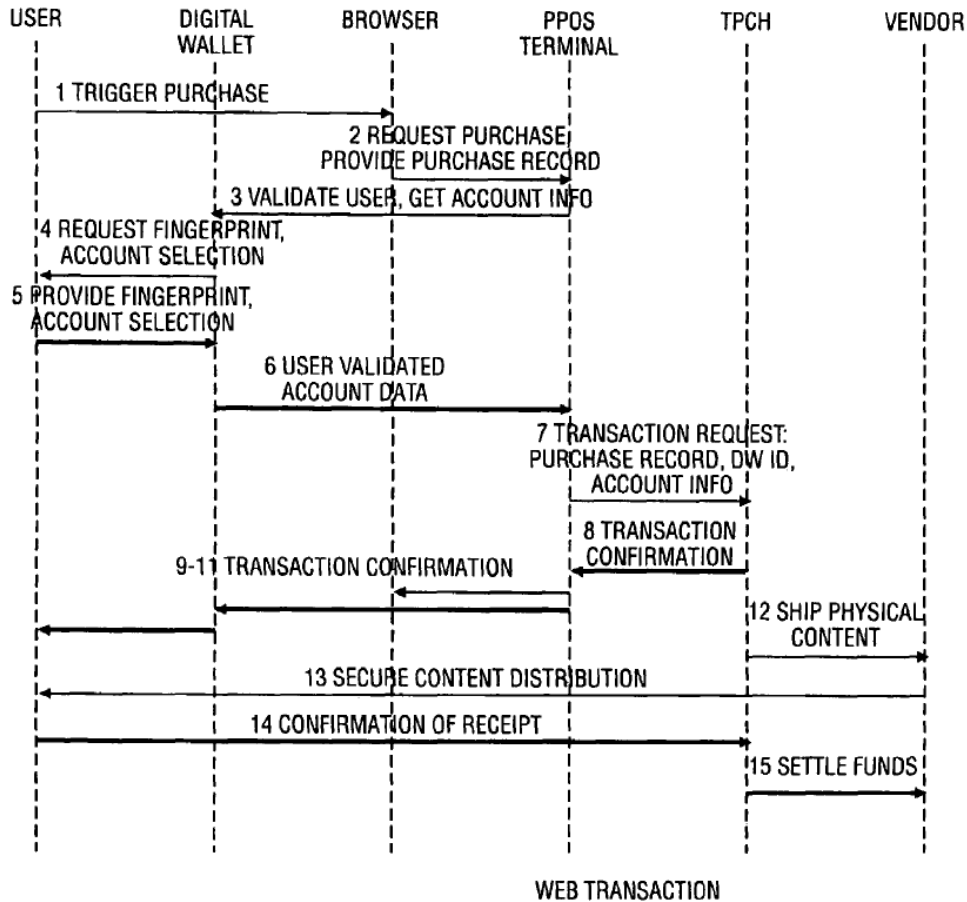 USER
DIGITAL
WALLET
BROWSER
PPOS
TERMINAL
TPCH
VENDOR
1 TRIGGER PURCHASE
2 REQUEST PURCHASE
PROVIDE PURCHASE RECORD
3 VALIDATE USER, GET ACCOUNT INFO
4 REQUEST FINGERPRINT,
ACCOUNT SELECTION
5 PROVIDE FINGERPRINT,
ACCOUNT SELECTION
6 USER VALIDATED
ACCOUNT DATA
7 TRANSACTION REQUEST:
PURCHASE RECORD, DW ID,
ACCOUNT INFO
8 TRANSACTION
CONFIRMATION
9-11 TRANSACTION CONFIRMATION
12 SHIP PHYSICAL
CONTENT
13 SECURE CONTENT DISTRIBUTION
14 CONFIRMATION OF RECEIPT
15 SETTLE FUNDS
WEB TRANSACTION